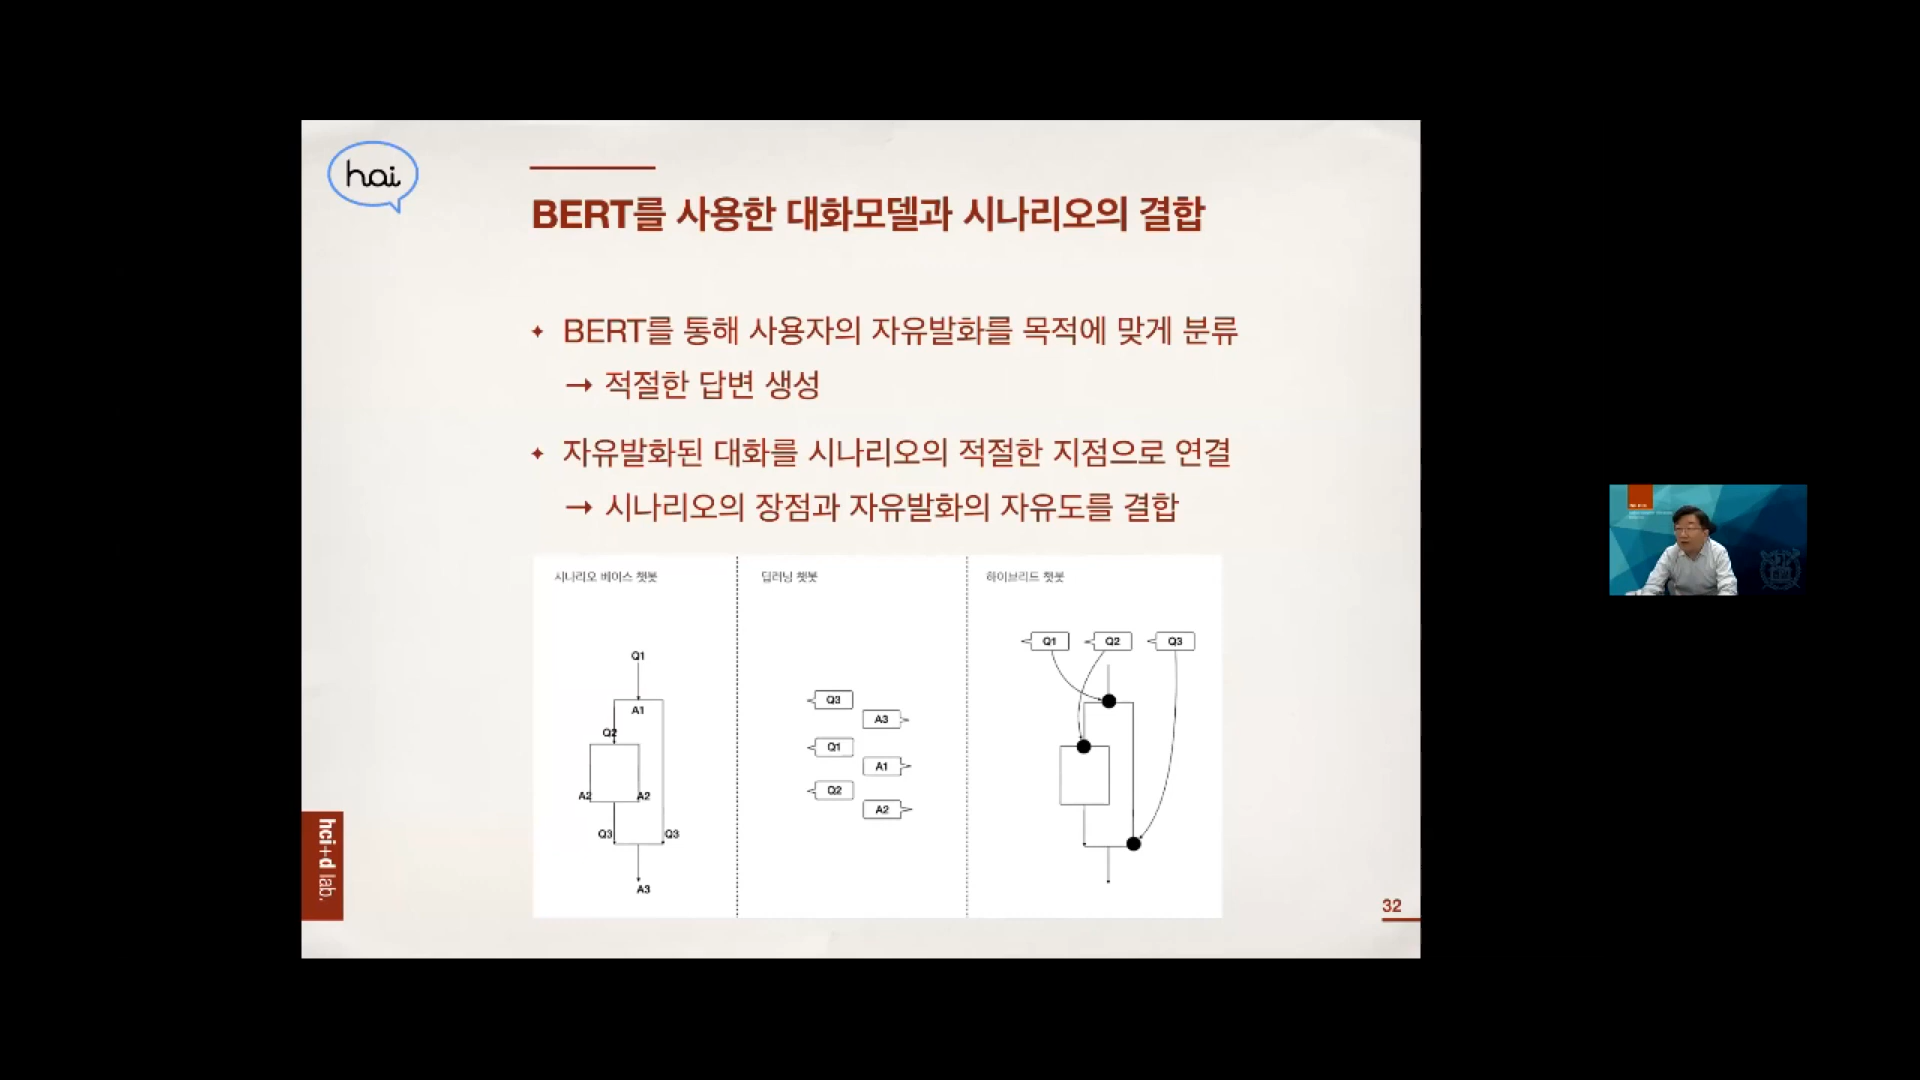 hai
BERT를 사용한 대화모델과 시나리오의 결합
✦ BERT를 통해 사용자의 자유발화를 목적에 맞게 분류
→ 적절한 답변 생성
✦ 자유발화된 대화를 시나리오의 적절한 지점으로 연결
→ 시나리오의 장점과 자유발화의 자유도를 결합
시나리오 베이스 챗봇
Q1
A1
Q2
A2 A2
Q3 Q3
A3
딥러닝 챗봇
Q3
A3
Q1
A1
Q2
A2
하이브리드 챗봇
Q1 Q2 Q3
hci+d lab.
32